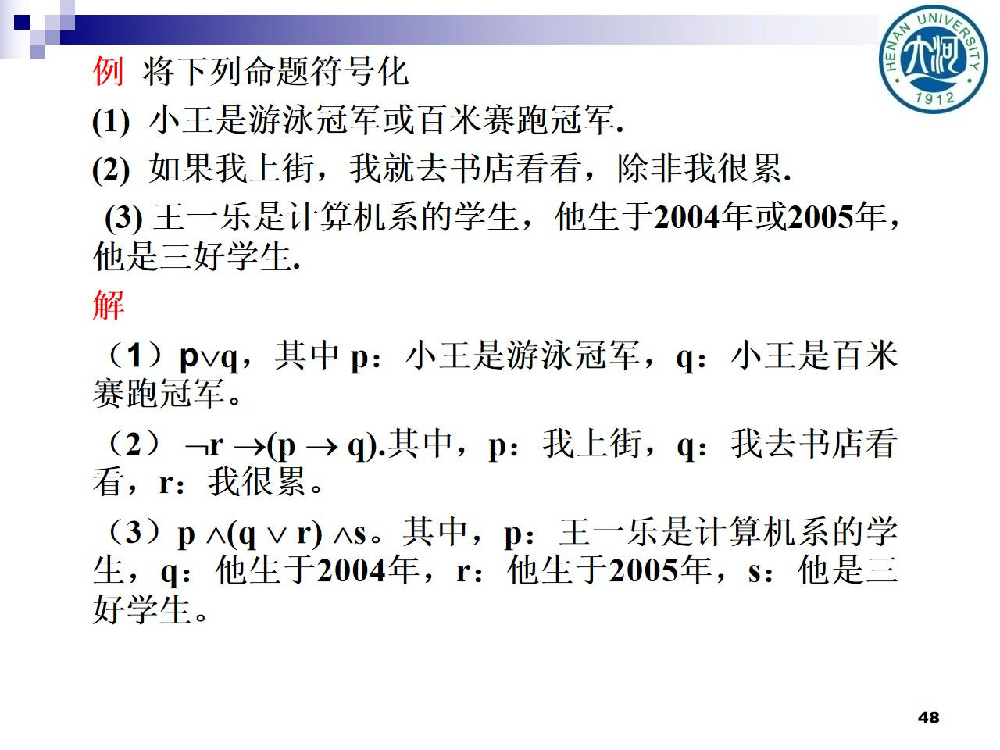 HENAN UNIVERSITY
1912
例 将下列命题符号化
(1) 小王是游泳冠军或百米赛跑冠军.
(2) 如果我上街，我就去书店看看，除非我很累.
(3) 王一乐是计算机系的学生，他生于2004年或2005年，
他是三好学生.
解
（1）p∨q，其中 p：小王是游泳冠军，q：小王是百米
赛跑冠军。
（2） ¬r →(p → q).其中，p：我上街，q：我去书店看
看，r：我很累。
（3）p ∧(q ∨ r) ∧s。其中，p：王一乐是计算机系的学
生，q：他生于2004年，r：他生于2005年，s：他是三
好学生。
48